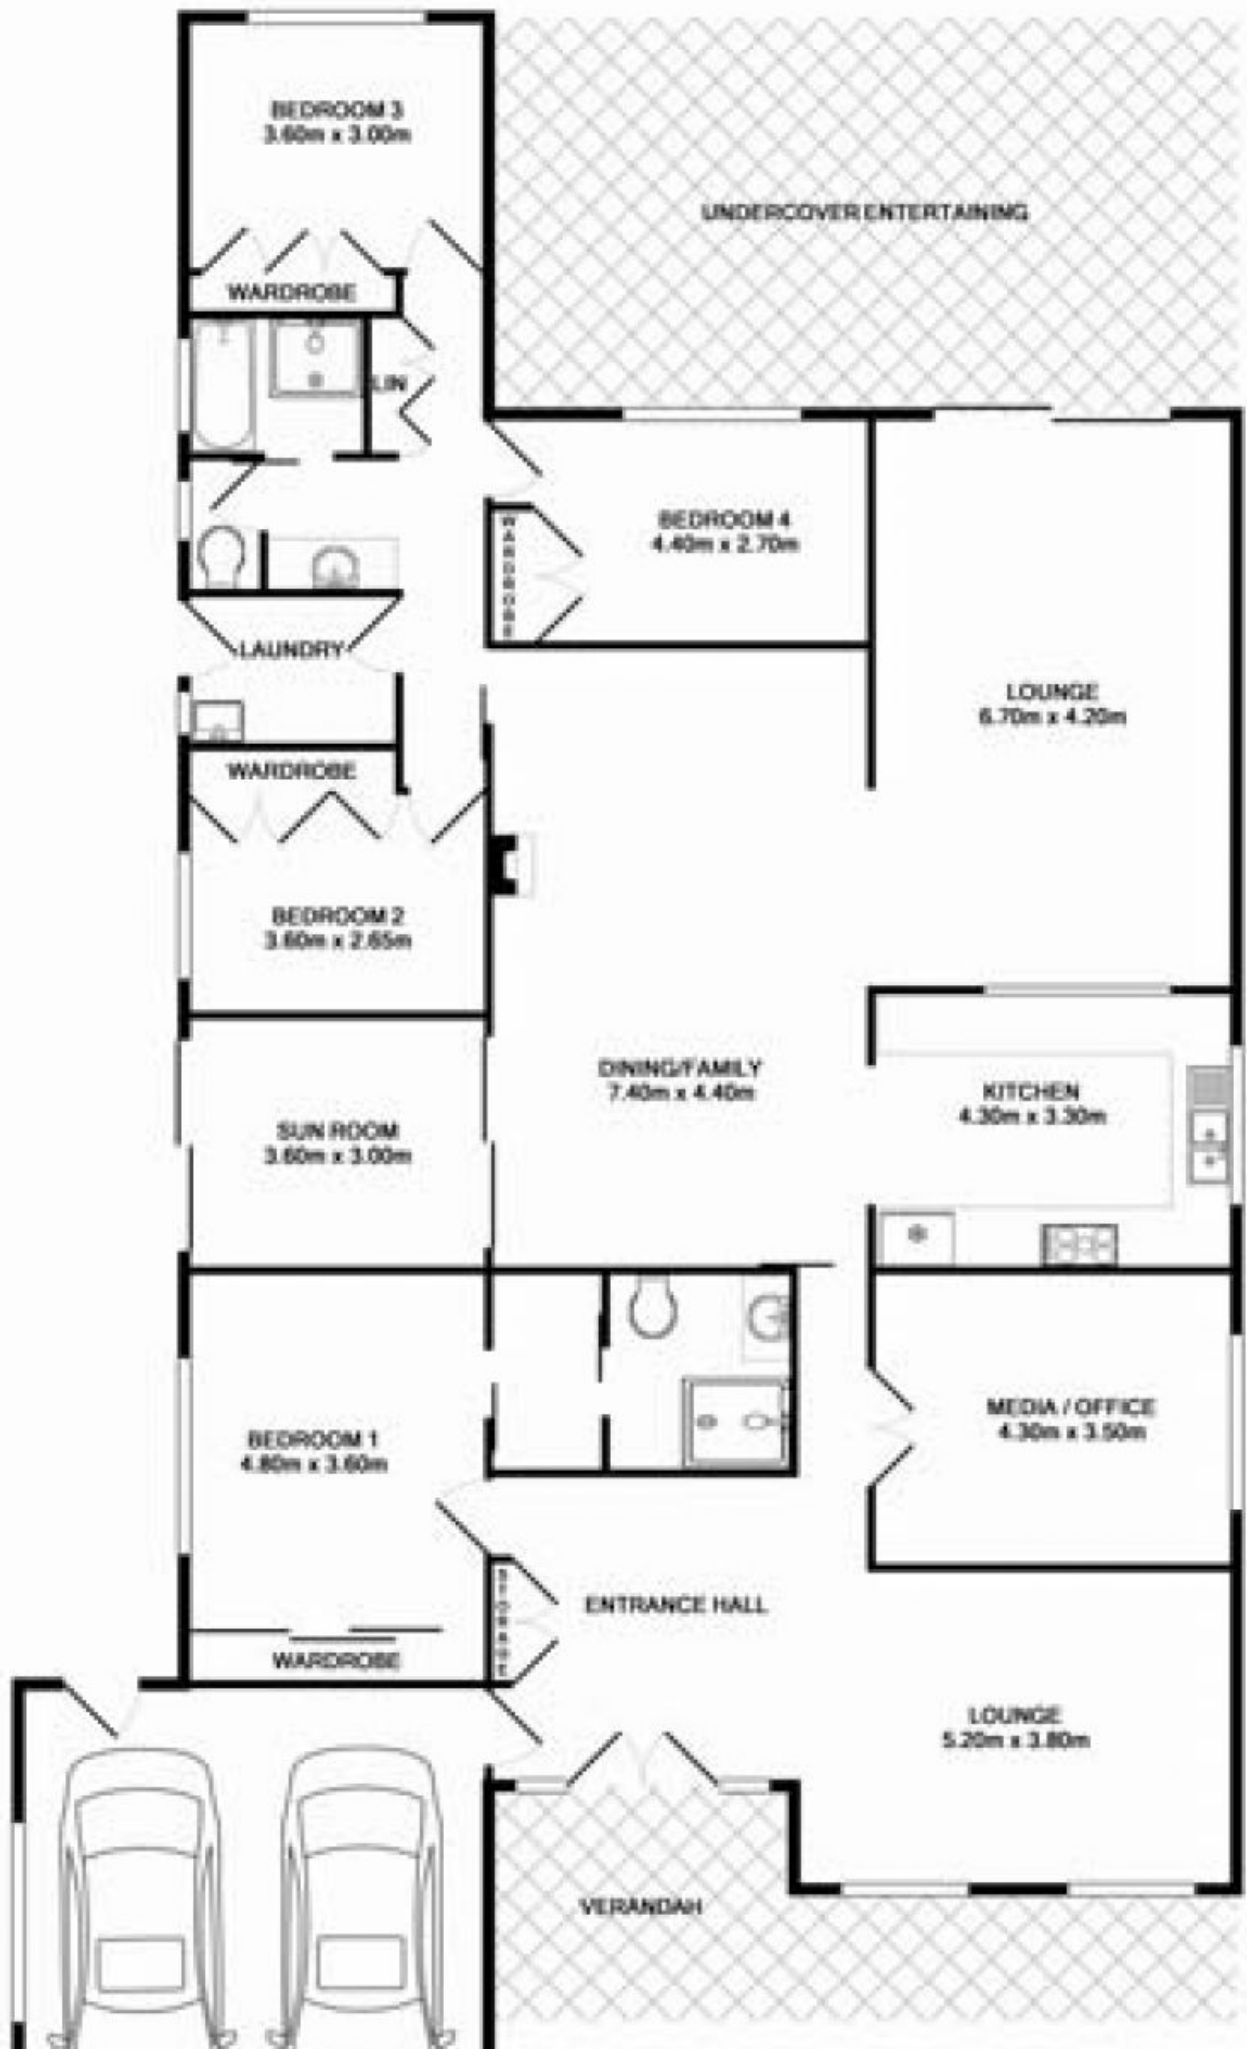 BEDROOM 3
3.60m x 3.00m
UNDERCOVER ENTERTAINING
WARDROBE
LIN
BEDROOM 4
4.40m x 2.70m
WARDROBE
LAUNDRY
LOUNGE
6.70m x 4.20m
WARDROBE
BEDROOM 2
3.60m x 2.65m
DINING/FAMILY
7.40m x 4.40m
KITCHEN
4.30m x 3.30m
SUN ROOM
3.60m x 3.00m
MEDIA / OFFICE
4.30m x 3.50m
BEDROOM 1
4.80m x 3.60m
STORAGE
ENTRANCE HALL
WARDROBE
LOUNGE
5.20m x 3.80m
VERANDAH